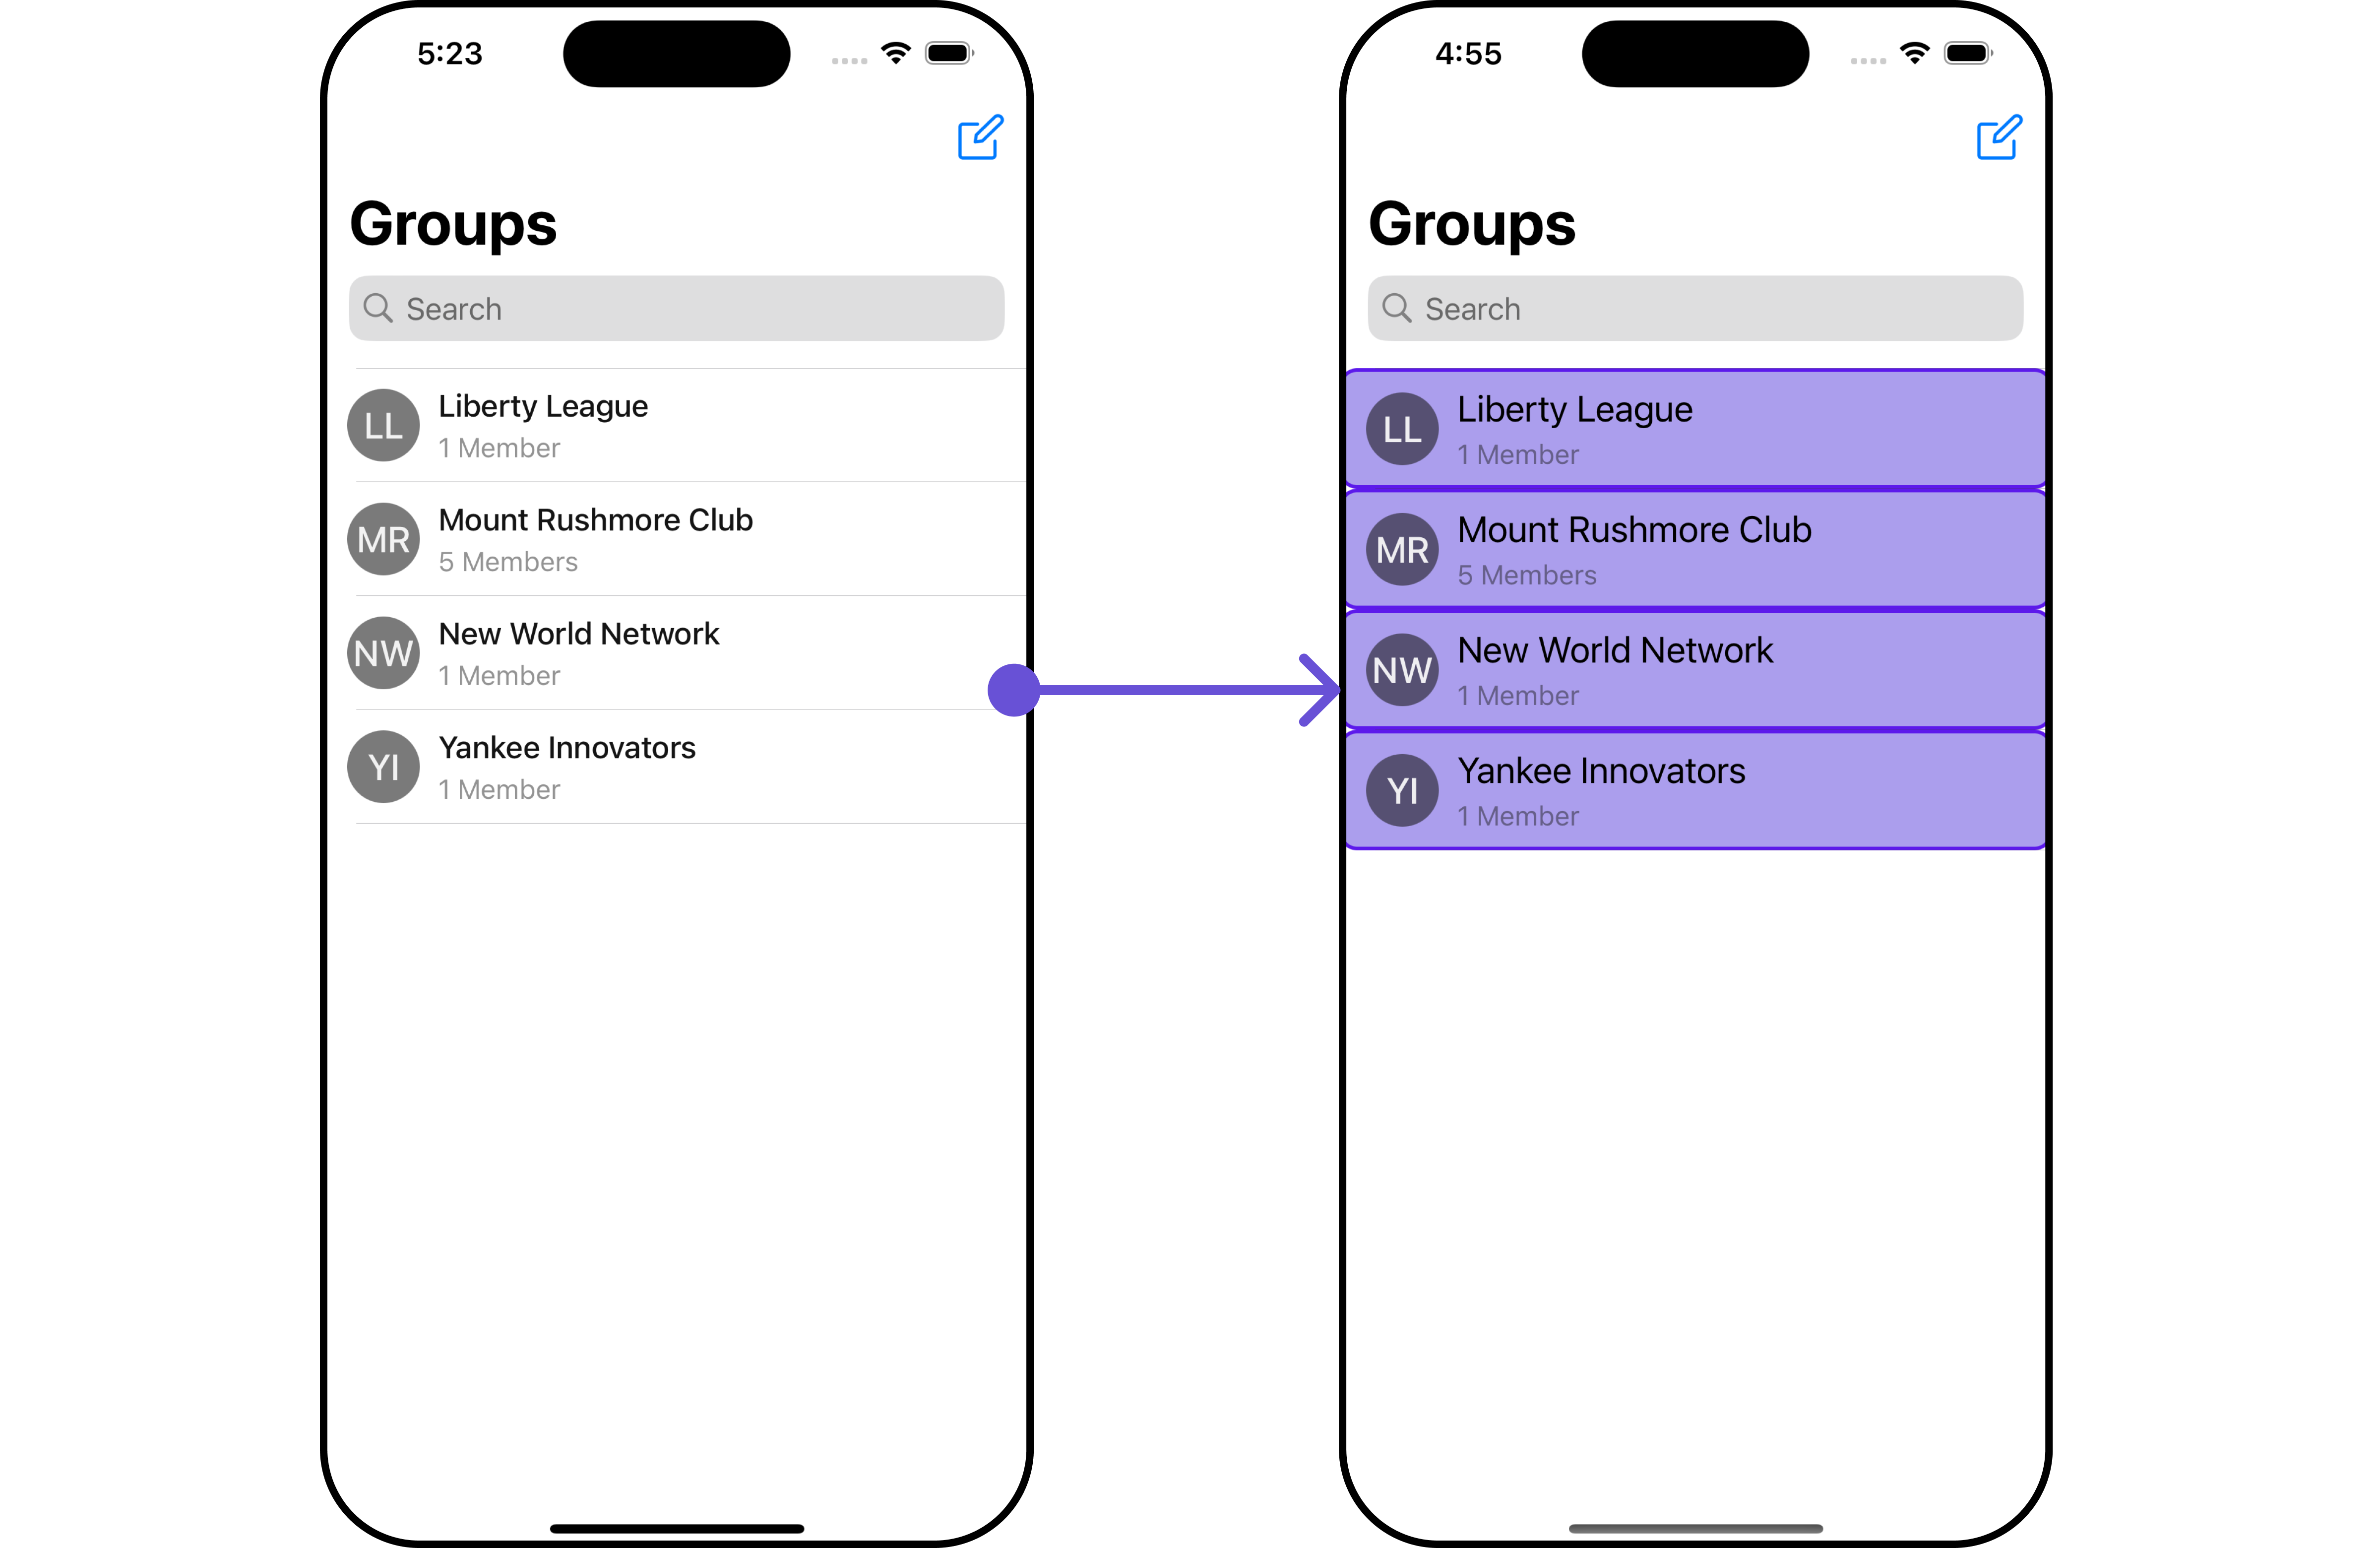 5:23
Groups
Search
LL
Liberty League
1 Member
MR
Mount Rushmore Club
5 Members
NW
New World Network
1 Member
YI
Yankee Innovators
1 Member
4:55
Groups
Search
LL
Liberty League
1 Member
MR
Mount Rushmore Club
5 Members
NW
New World Network
1 Member
YI
Yankee Innovators
1 Member